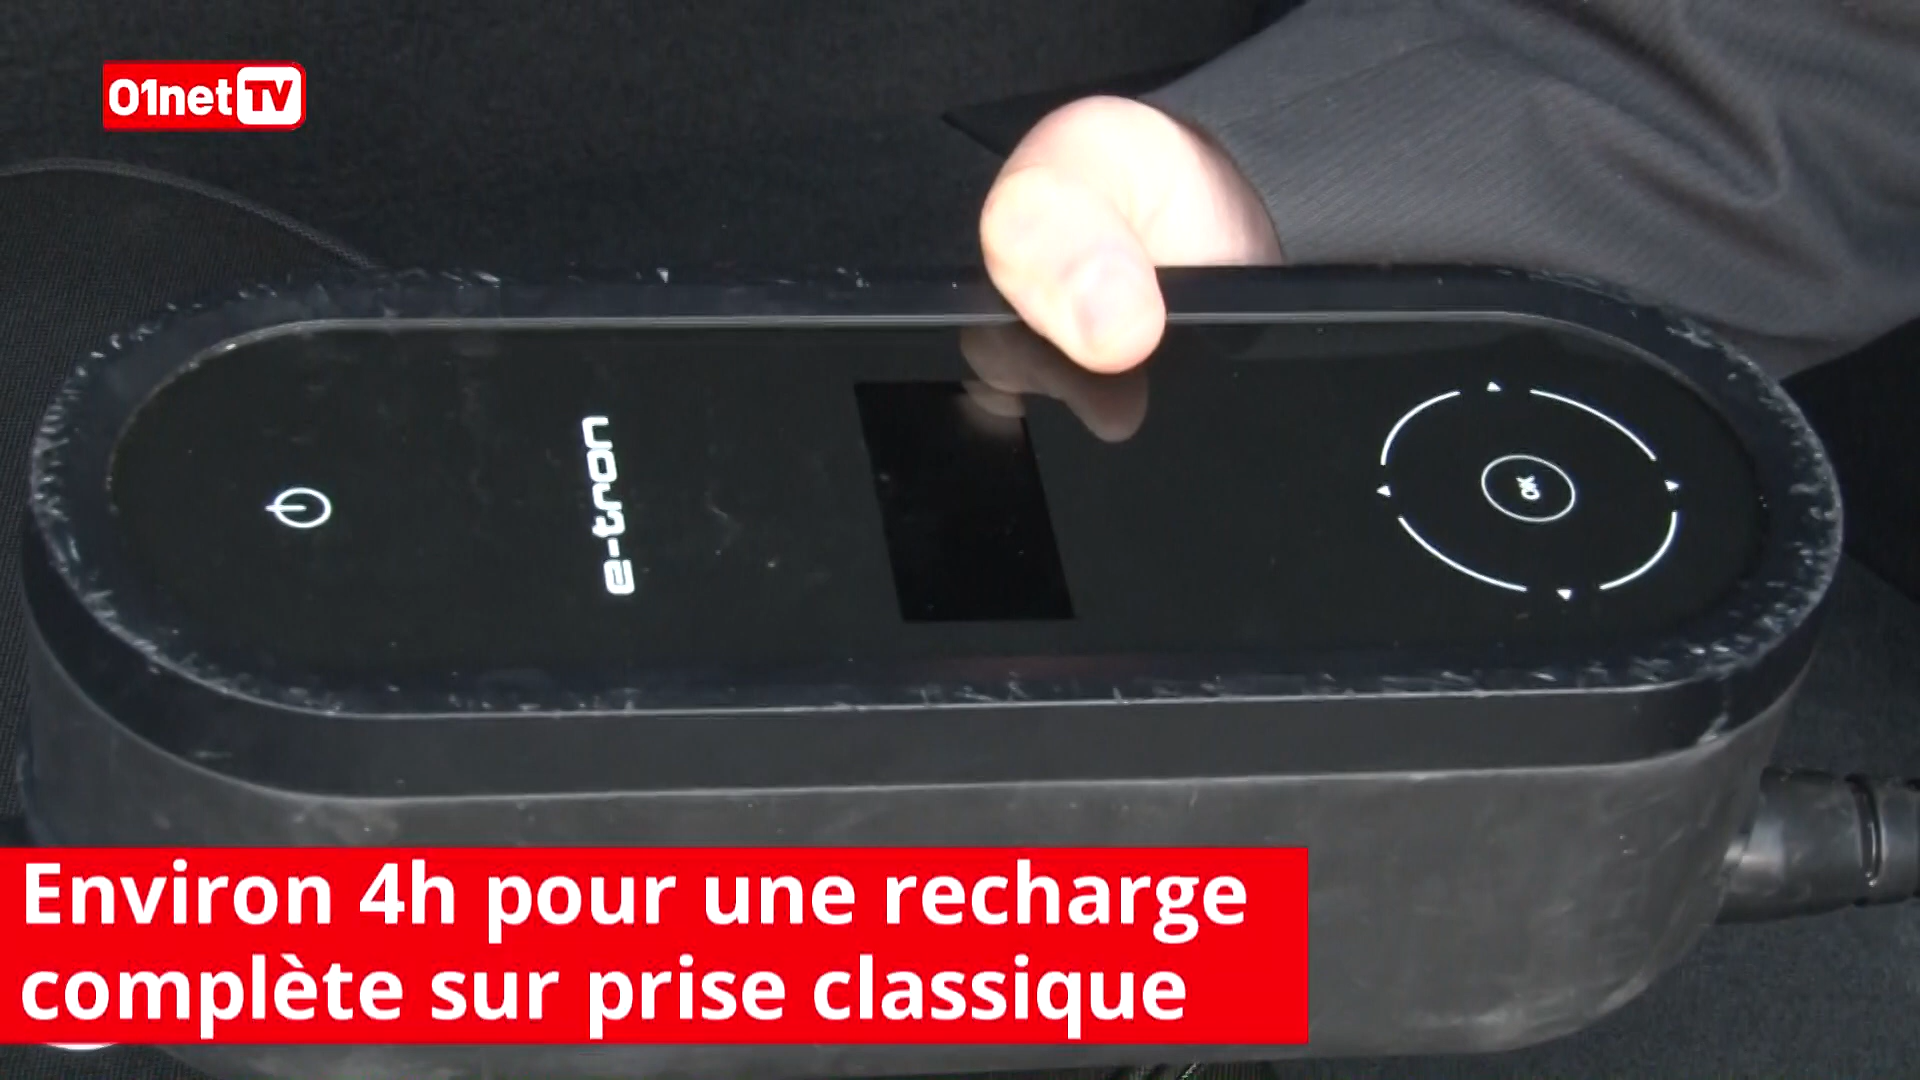 01netTV
e-tron
OK
Environ 4h pour une recharge
complète sur prise classique